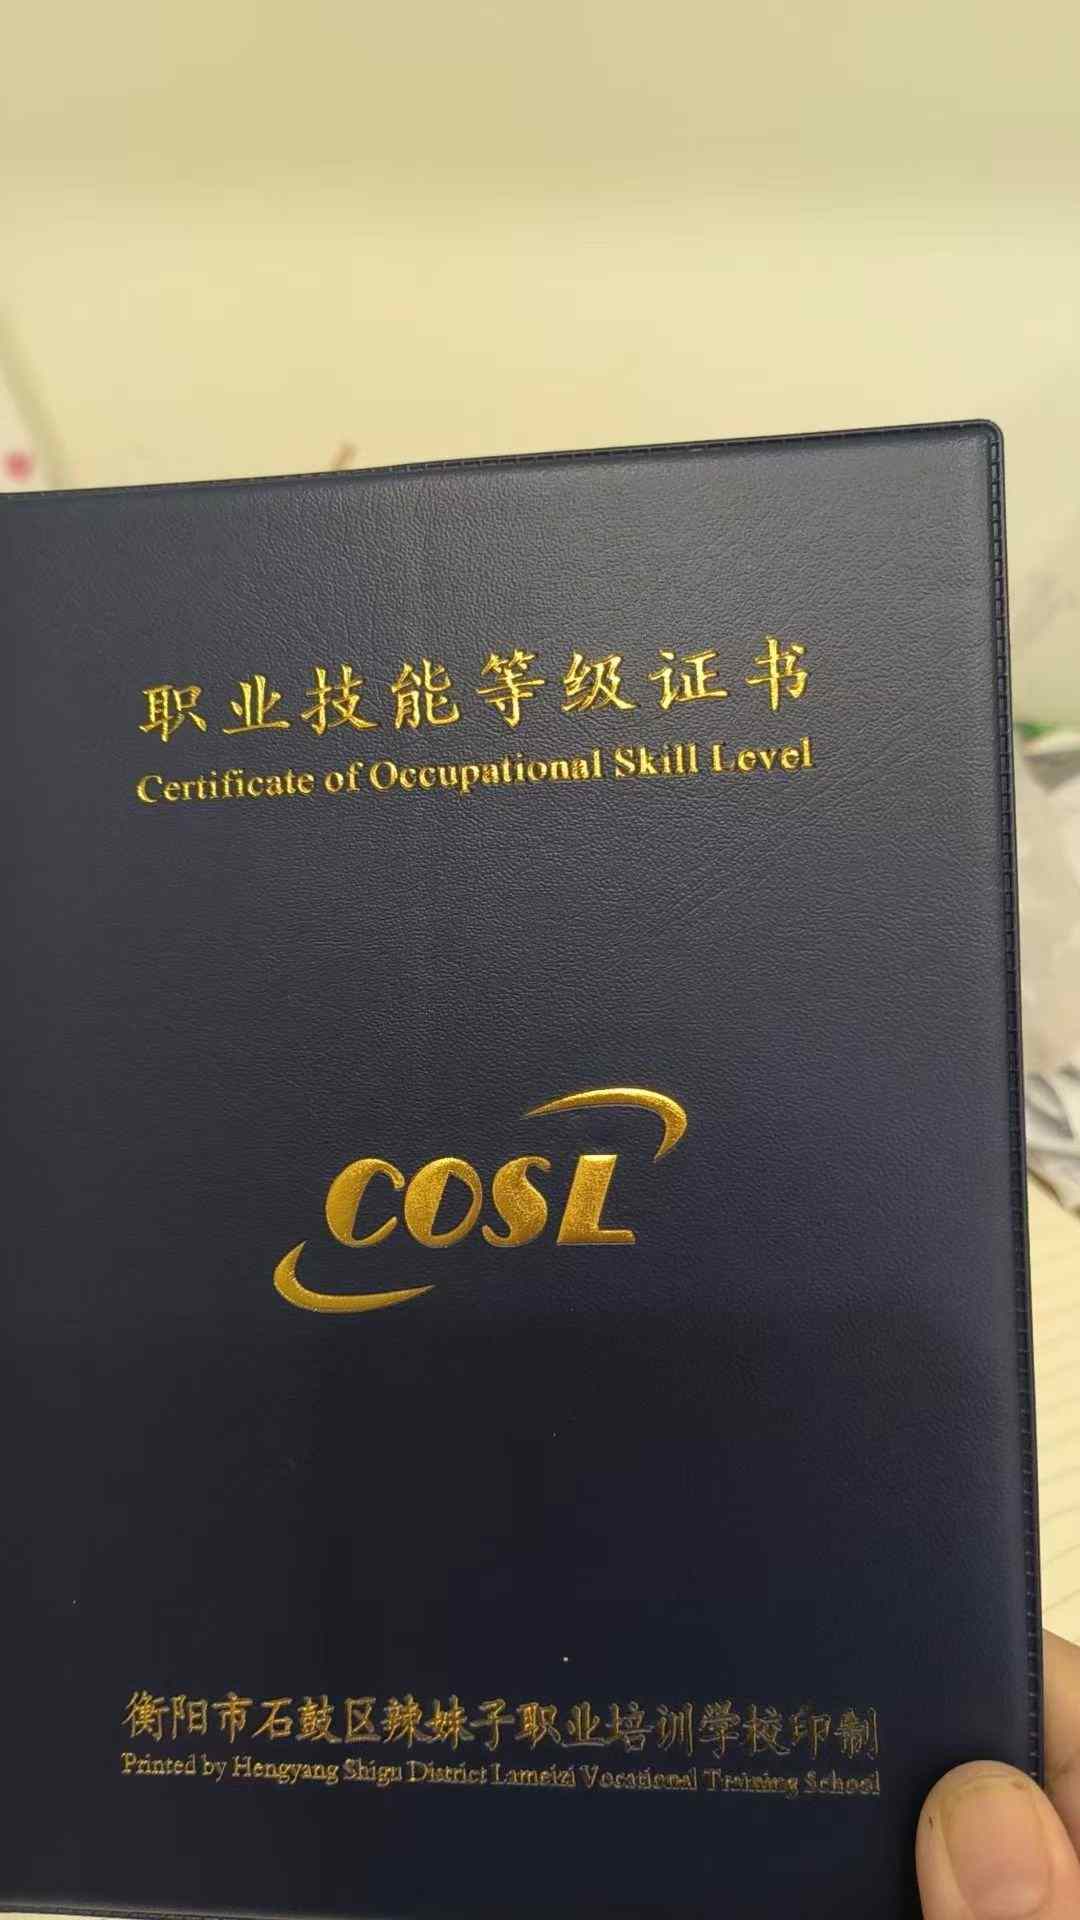 职业技能等级证书
Certificate of Occupational Skill Level
COSL
衡阳市石鼓区辣妹子职业培训学校印制
Printed by Hengyang Shigu District Lameizi Vocational Training School